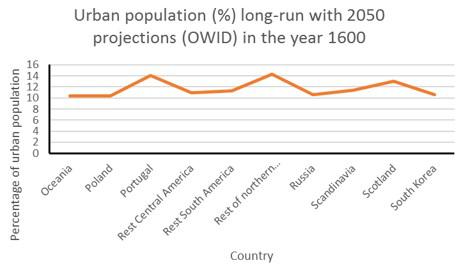 Urban population (%) long-run with 2050
projections (OWID) in the year 1600
Percentage of urban population
16
14
12
10
8
6
4
2
0
Oceania
Poland
Portugal
Rest Central America
Rest South America
Rest of northern...
Russia
Scandinavia
Scotland
South Korea
Country